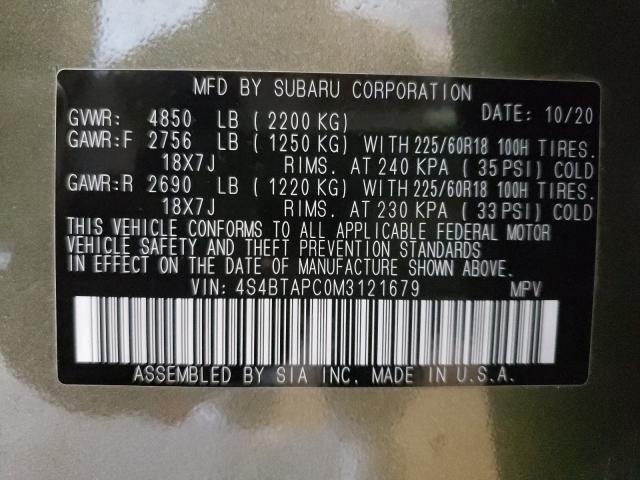 MFD BY SUBARU CORPORATION
DATE: 10/20
GVWR: 4850 LB (2200 KG)
GAWR:F 2756 LB (1250 KG) WITH 225/60R18 100H TIRES.
18X7J RIMS. AT 240 KPA (35 PSI) COLD
GAWR:R 2690 LB (1220 KG) WITH 225/60R18 100H TIRES.
18X7J RIMS. AT 230 KPA (33 PSI) COLD
THIS VEHICLE CONFORMS TO ALL APPLICABLE FEDERAL MOTOR
VEHICLE SAFETY AND THEFT PREVENTION STANDARDS
IN EFFECT ON THE DATE OF MANUFACTURE SHOWN ABOVE.
VIN: 4S4BTAPC0M3121679 MPV
ASSEMBLED BY SIA INC. MADE IN U.S.A.